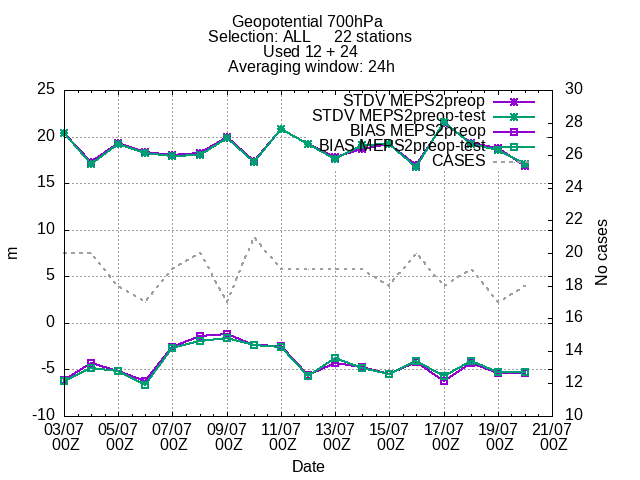 Geopotential 700hPa
Selection: ALL 22 stations
Used 12 + 24
Averaging window: 24h
25
20
15
10
5
0
-5
-10
m
30
28
26
24
22
20
18
16
14
12
10
No cases
STDV MEPS2preop
STDV MEPS2preop-test
BIAS MEPS2preop
BIAS MEPS2preop-test
CASES
03/07 05/07 07/07 09/07 11/07 13/07 15/07 17/07 19/07 21/07
00Z 00Z 00Z 00Z 00Z 00Z 00Z 00Z 00Z 00Z
Date